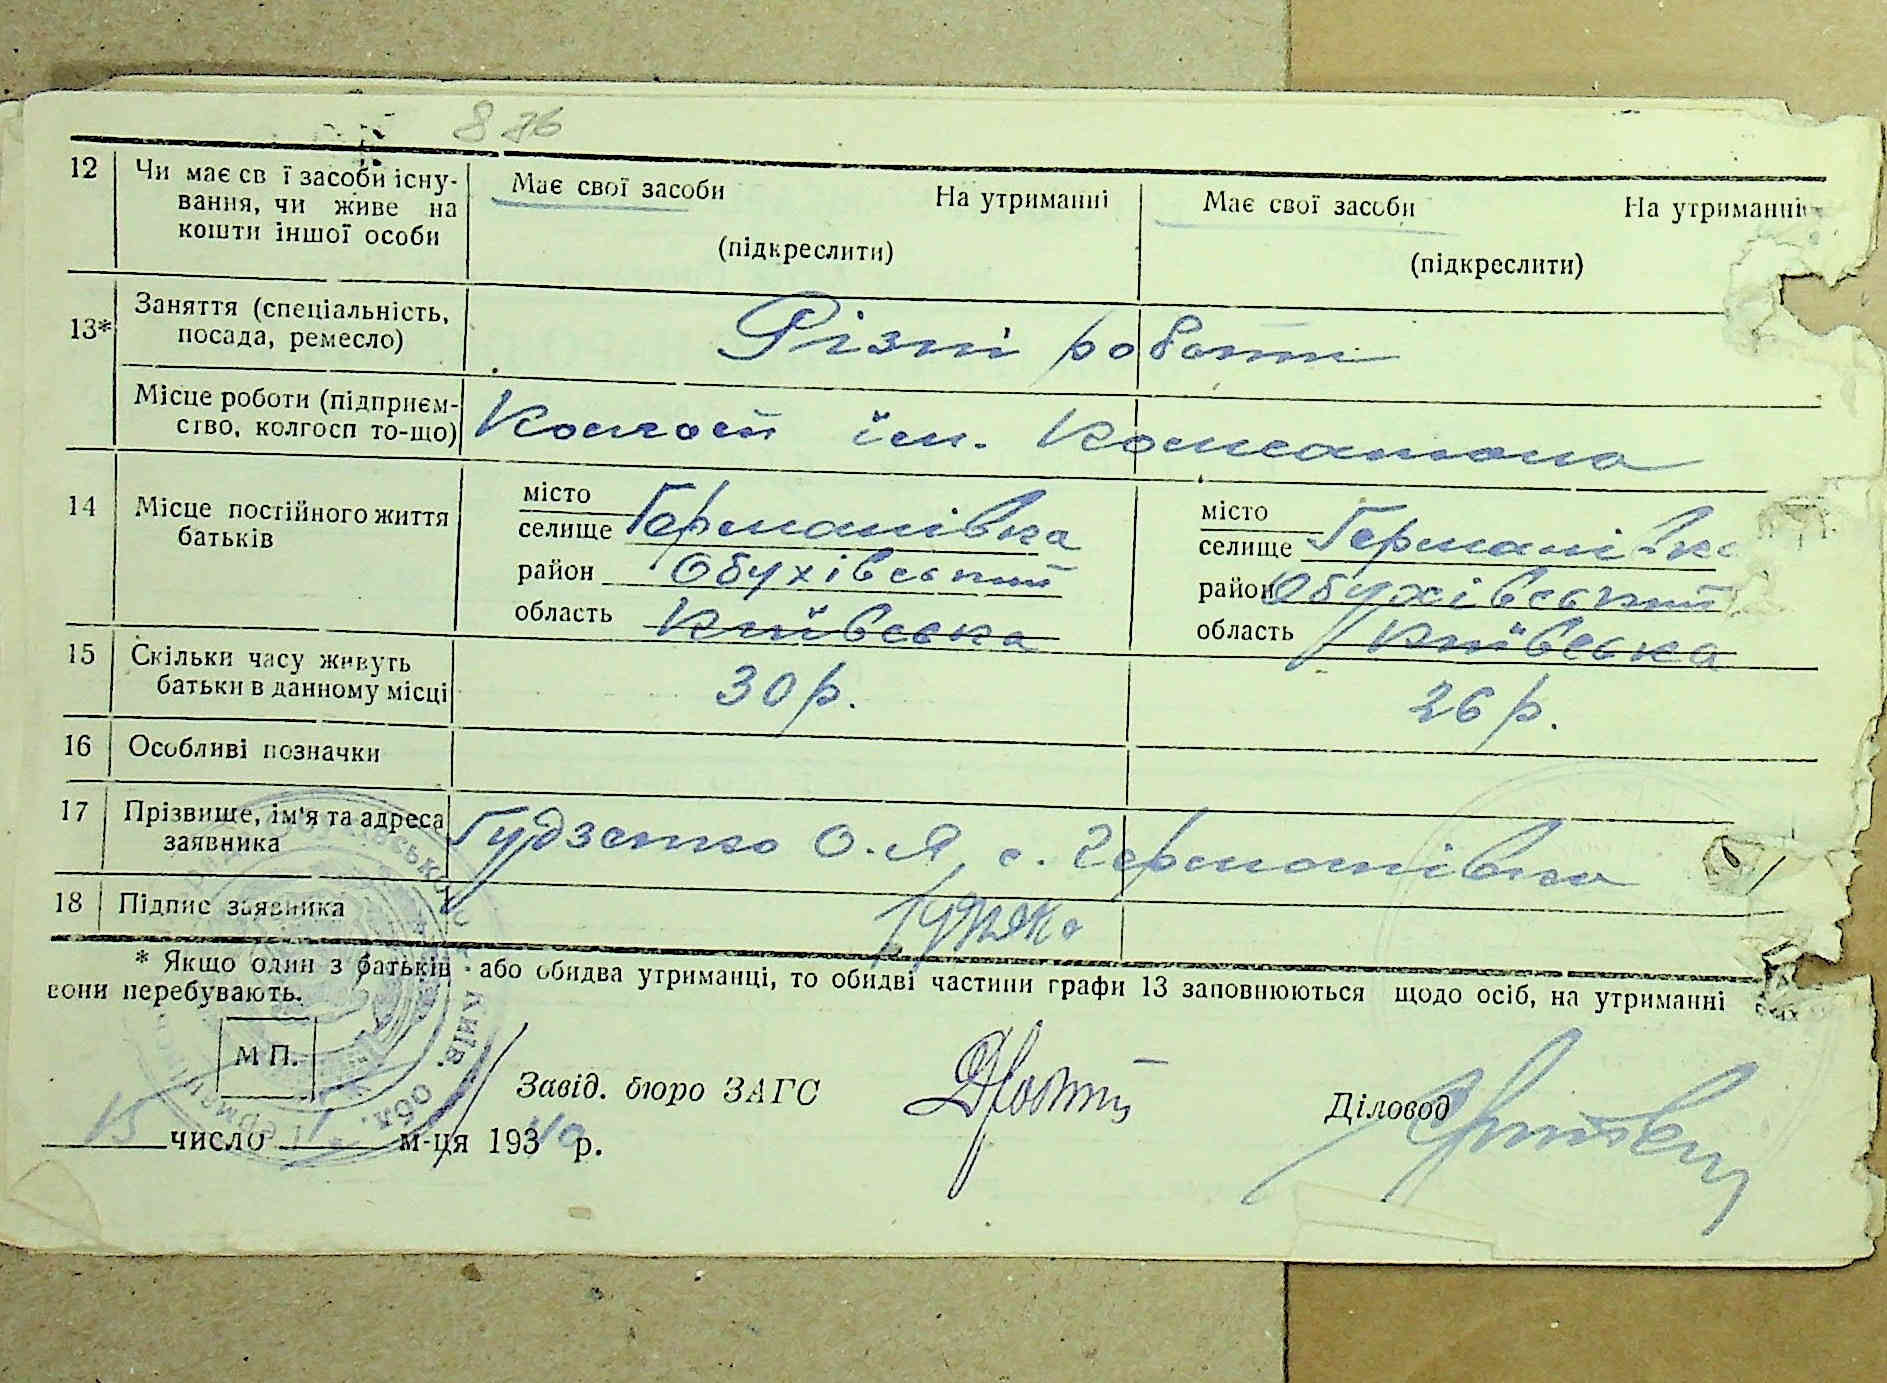 876
12 Чи має св ї засоби існу- Має свої засоби На утриманні Має свої засоби На утриманні
вання, чи живе на
кошти іншої особи (підкреслити) (підкреслити)
13* Заняття (спеціальність,
посада, ремесло) Різні роботи
Місце роботи (підприєм-
ство, колгосп то-що) Колгосп їм.
14 Місце постійного життя
батьків
місто місто
селище Германівка селище Германівка
район Обухівський район Обухівський
область Київська область Київська
15 Скільки часу живуть
батьки в данному місці 30 р. 26 р.
16 Особливі позначки
17 Прізвище, ім'я та адреса
заявника Гудзенко О. Я. с. Германівка
18 Підпис заявника
* Якщо один з батьків або обидва утриманці, то обидві частини графи 13 заповнюються щодо осіб, на утриманні
вони перебувають.
М П.
Завід. бюро ЗАГС Діловод
15 число м-ця 193 40 р.